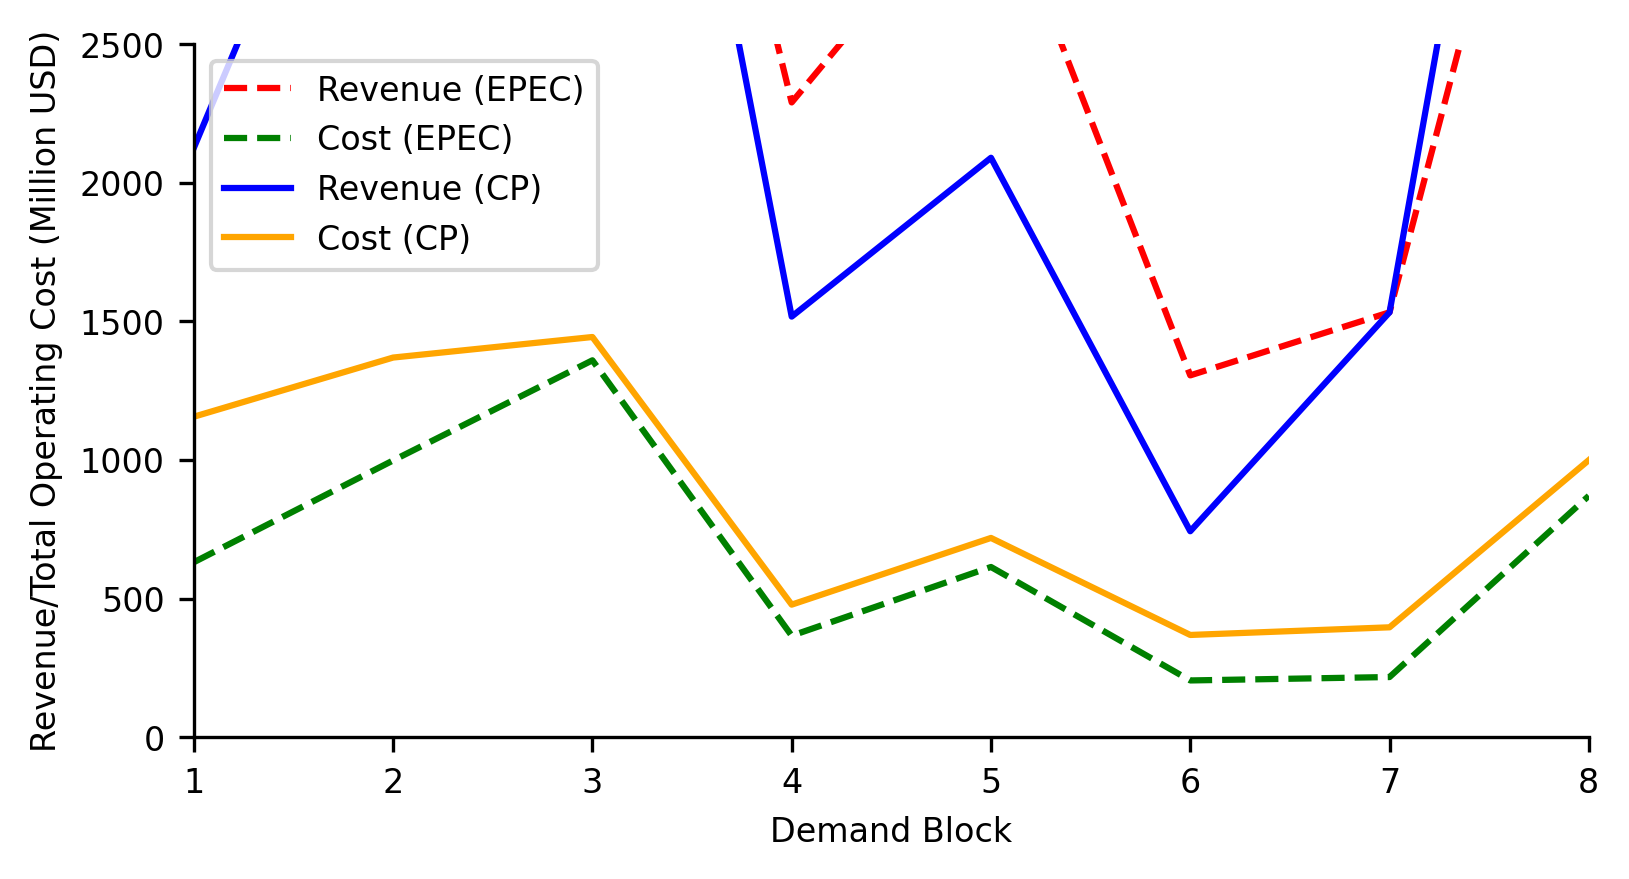 Revenue/Total Operating Cost (Million USD)
2500
2000
1500
1000
500
0
Revenue (EPEC)
Cost (EPEC)
Revenue (CP)
Cost (CP)
1 2 3 4 5 6 7 8
Demand Block